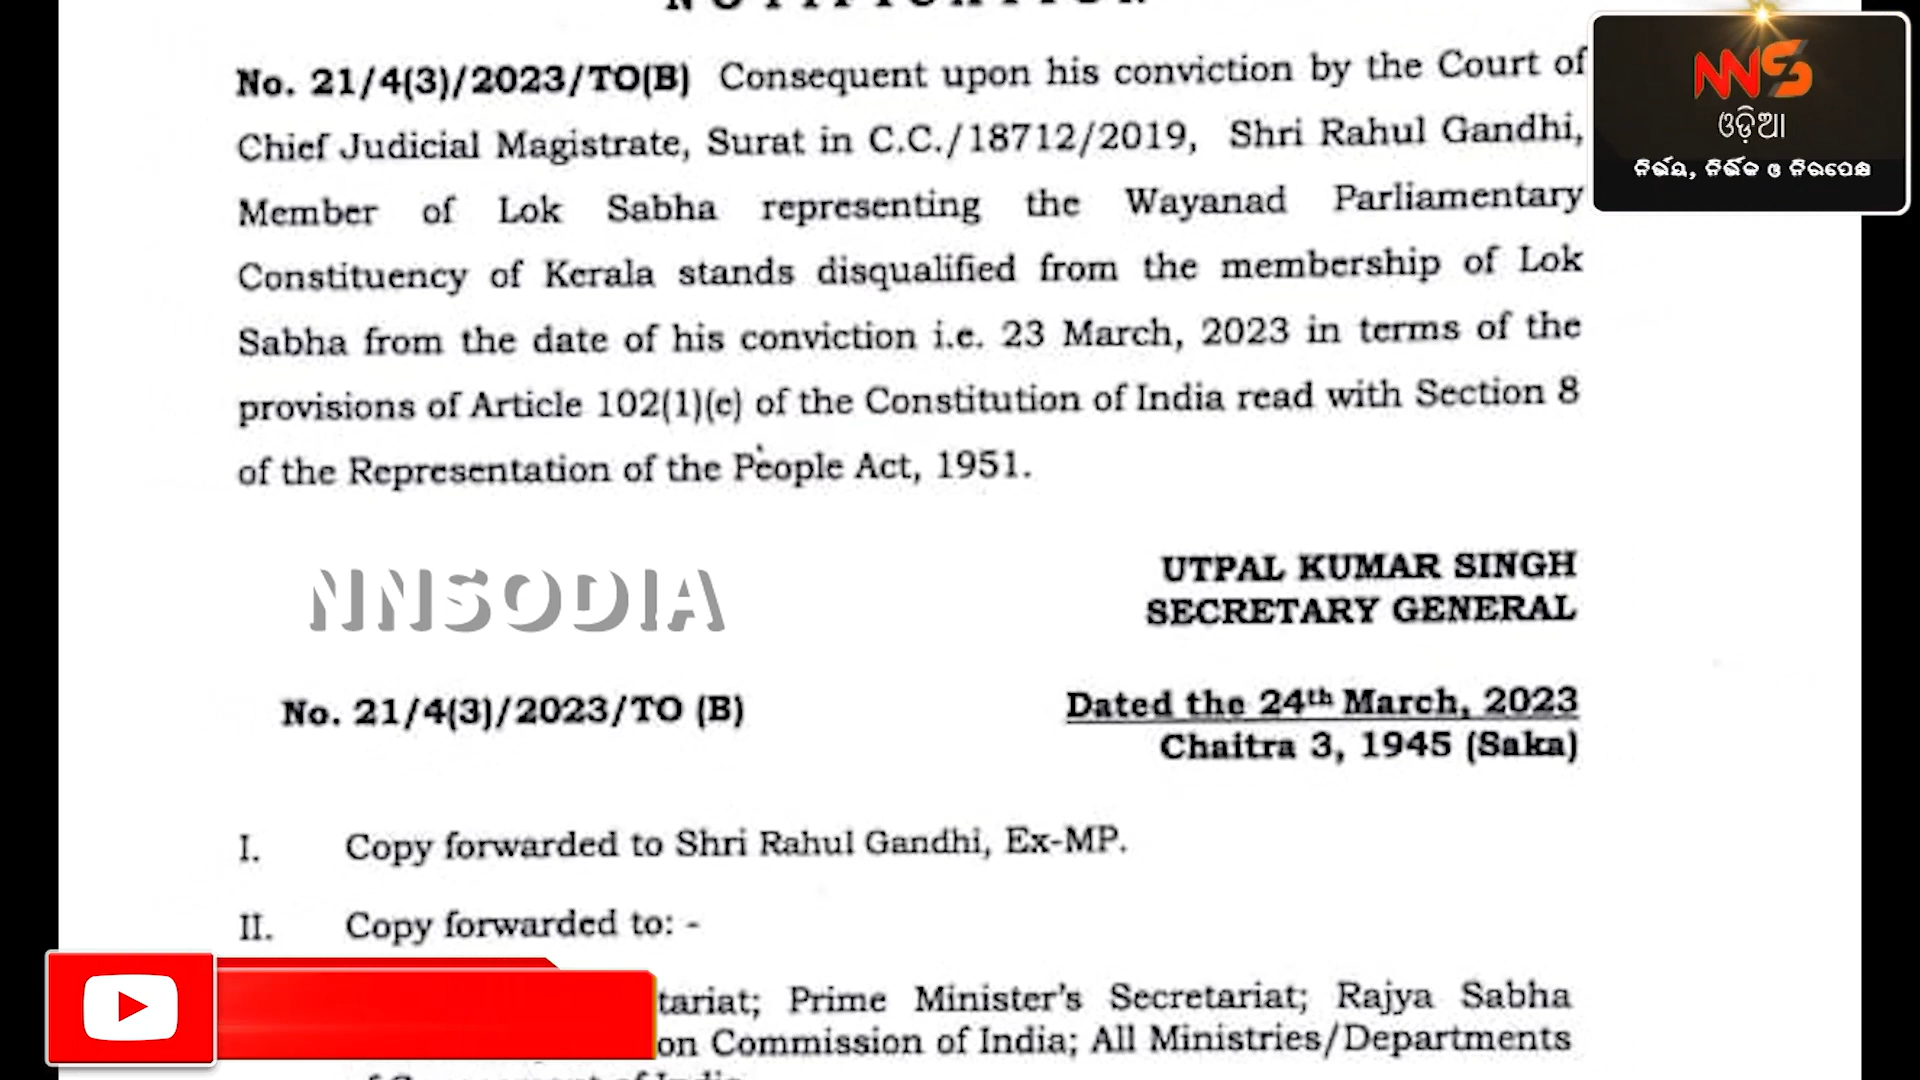 NOTIFICATION
No. 21/4(3)/2023/TO(B) Consequent upon his conviction by the Court of
Chief Judicial Magistrate, Surat in C.C./18712/2019, Shri Rahul Gandhi,
Member of Lok Sabha representing the Wayanad Parliamentary
Constituency of Kerala stands disqualified from the membership of Lok
Sabha from the date of his conviction i.e. 23 March, 2023 in terms of the
provisions of Article 102(1)(e) of the Constitution of India read with Section 8
of the Representation of the People Act, 1951.
NNS
ଓଡ଼ିଆ
ନିର୍ଭୟ, ନିର୍ଭୀକ ଓ ନିରପେକ୍ଷ
NNSODIA
UTPAL KUMAR SINGH
SECRETARY GENERAL
No. 21/4(3)/2023/TO (B)
Dated the 24th March, 2023
Chaitra 3, 1945 (Saka)
I. Copy forwarded to Shri Rahul Gandhi, Ex-MP.
II. Copy forwarded to: -
tariat; Prime Minister's Secretariat; Rajya Sabha
on Commission of India; All Ministries/Departments